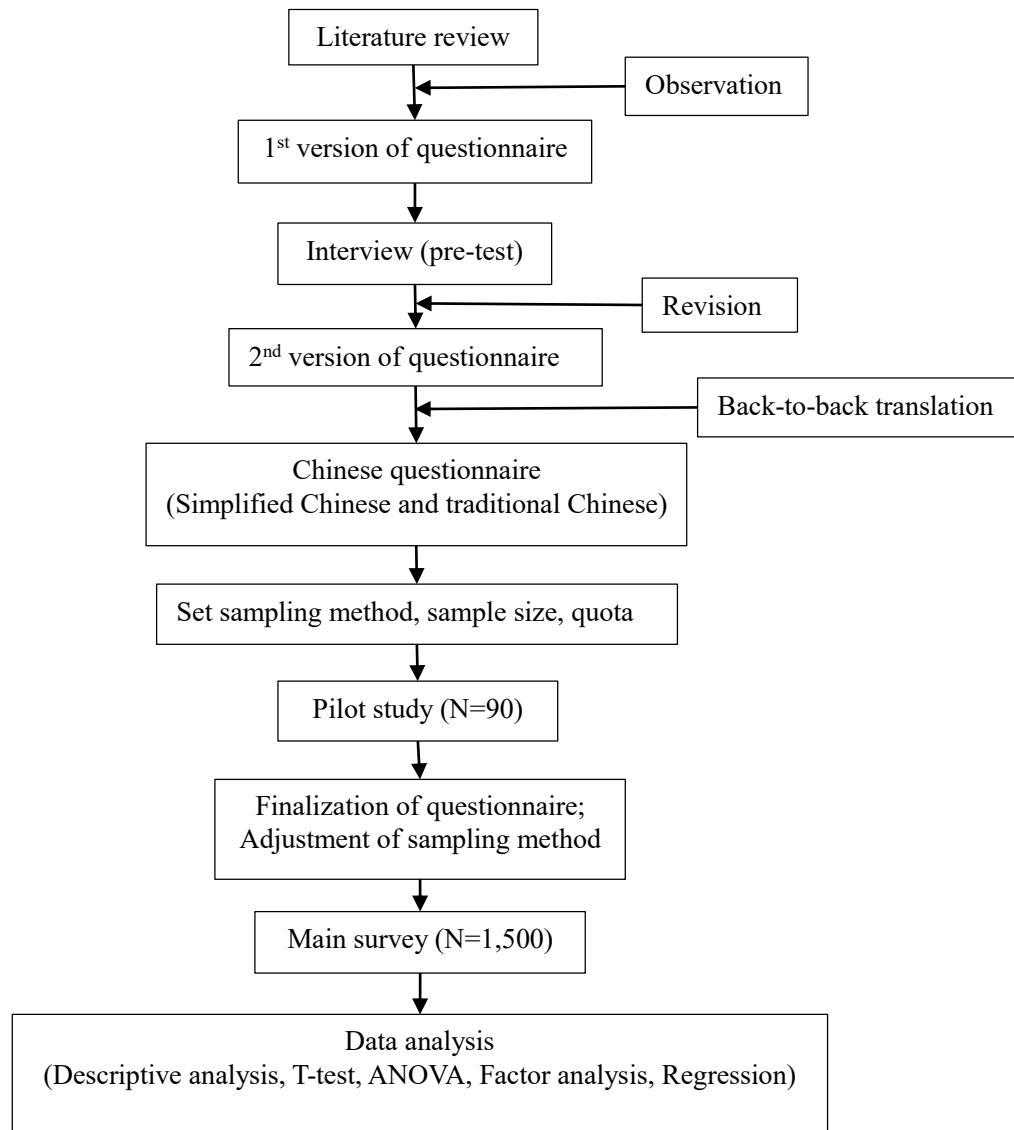 Literature review
Observation
1st version of questionnaire
Interview (pre-test)
Revision
2nd version of questionnaire
Back-to-back translation
Chinese questionnaire
(Simplified Chinese and traditional Chinese)
Set sampling method, sample size, quota
Pilot study (N=90)
Finalization of questionnaire;
Adjustment of sampling method
Main survey (N=1,500)
Data analysis
(Descriptive analysis, T-test, ANOVA, Factor analysis, Regression)